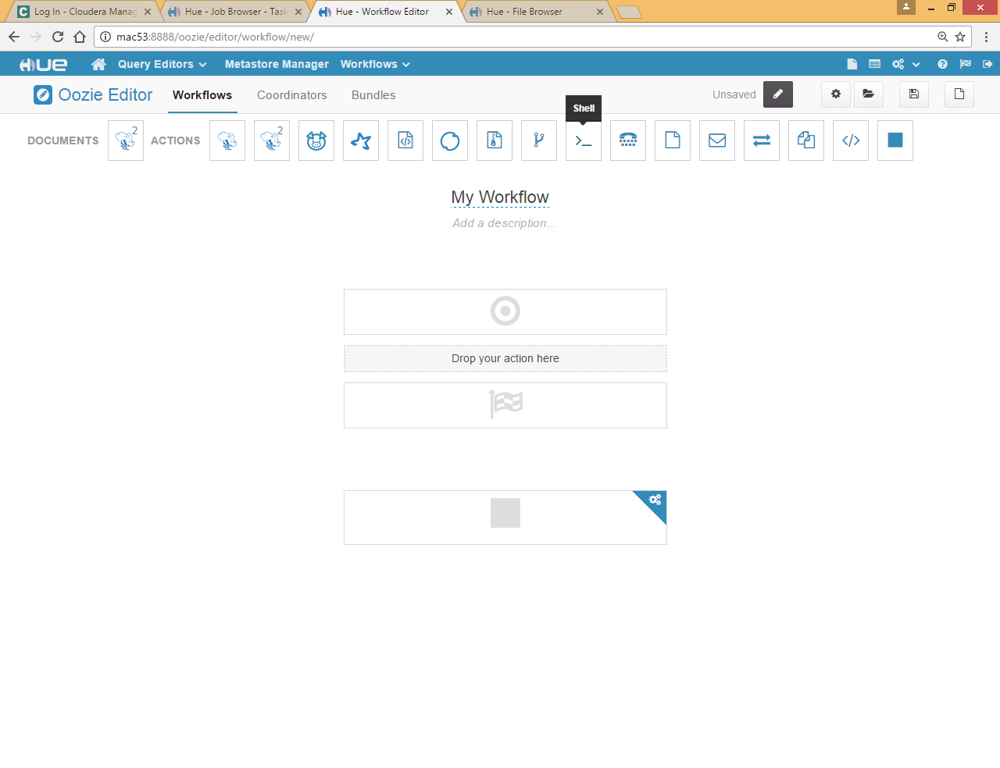 Log In - Cloudera Manag
Hue - Job Browser - Task
Hue - Workflow Editor
Hue - File Browser
mac53:8888/oozie/editor/workflow/new/
HUE
Query Editors
Metastore Manager
Workflows
Oozie Editor
Workflows
Coordinators
Bundles
Unsaved
Shell
DOCUMENTS
2
ACTIONS
2
My Workflow
Add a description...
Drop your action here